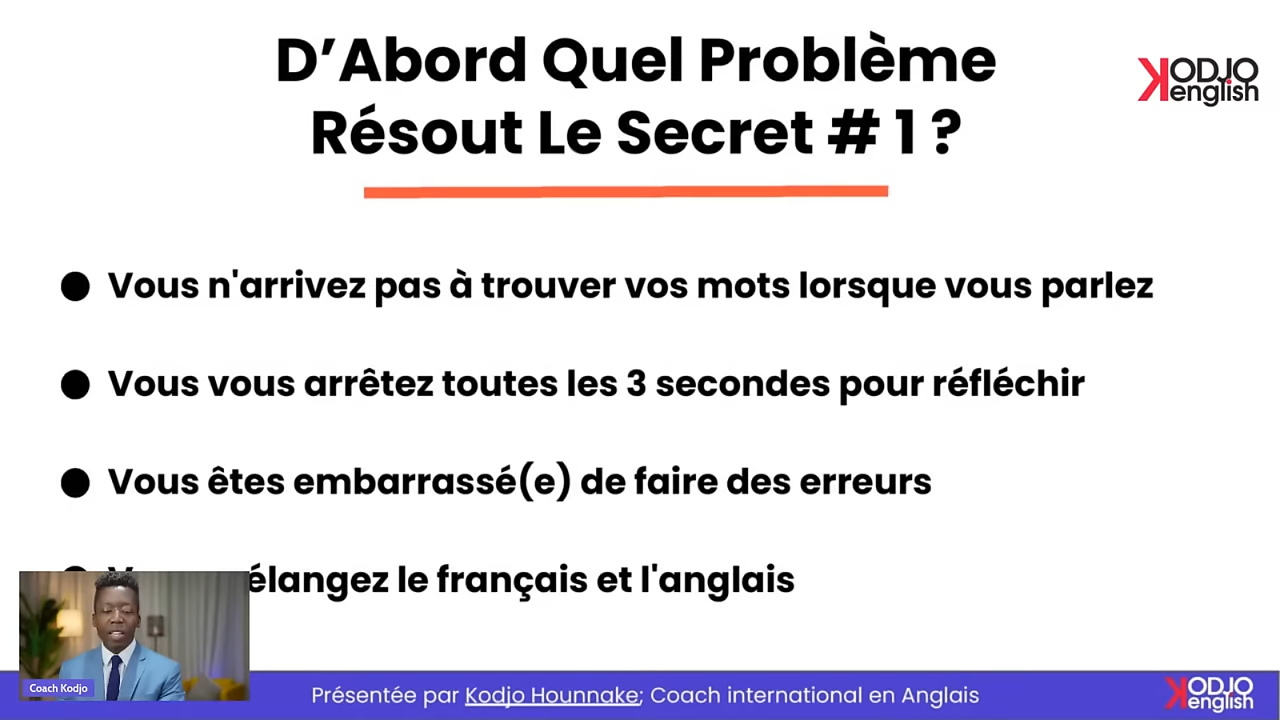 D’Abord Quel Problème
Résout Le Secret # 1 ?
KODJO
english
● Vous n'arrivez pas à trouver vos mots lorsque vous parlez
● Vous vous arrêtez toutes les 3 secondes pour réfléchir
● Vous êtes embarrassé(e) de faire des erreurs
élangez le français et l'anglais
Coach Kodjo
Présentée par Kodjo Hounnake; Coach international en Anglais
KODJO
english